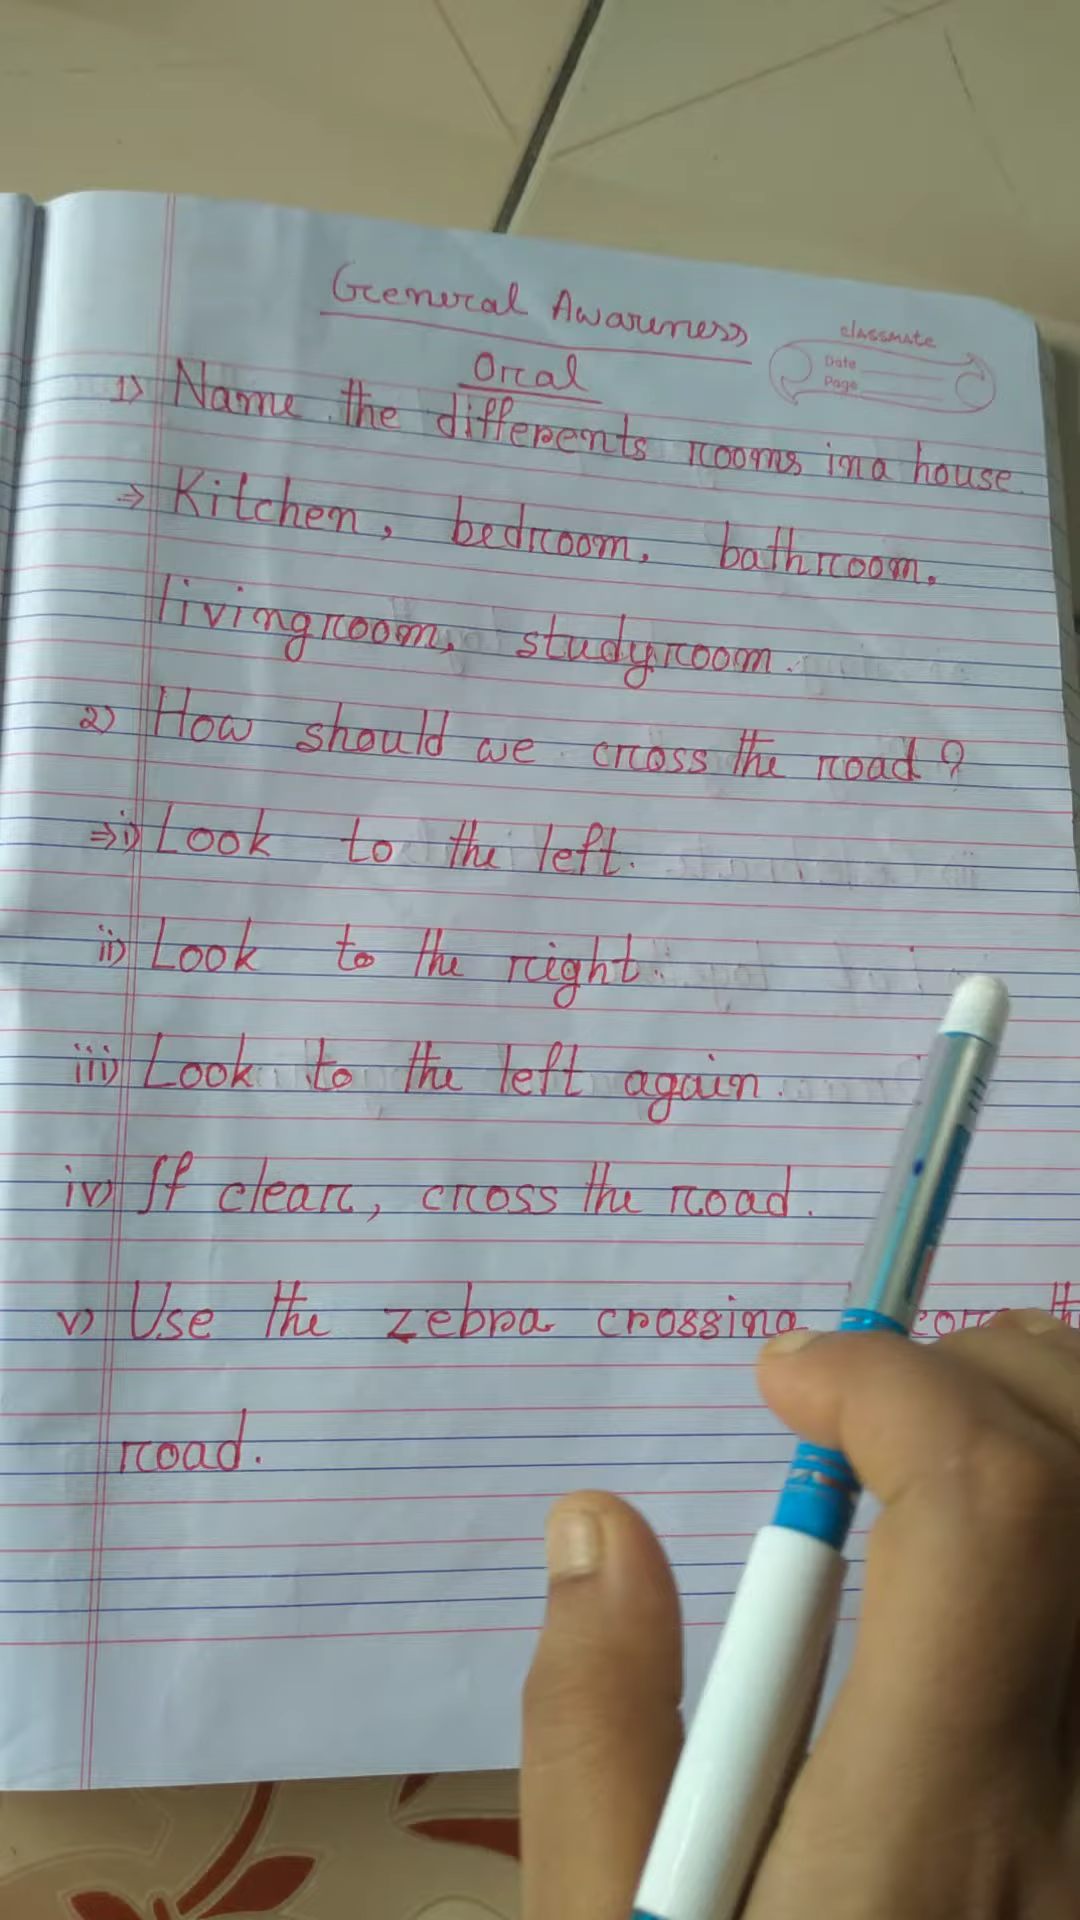 General Awareness
classmate
Date
Page
Oral
1) Name the differents rooms in a house.
⇒ Kitchen, bedroom, bathroom,
livingroom, studyroom.
2) How should we cross the road?
⇒ i) Look to the left.
ii) Look to the right.
iii) Look to the left again.
iv) If clear, cross the road.
v) Use the zebra crossing
road.